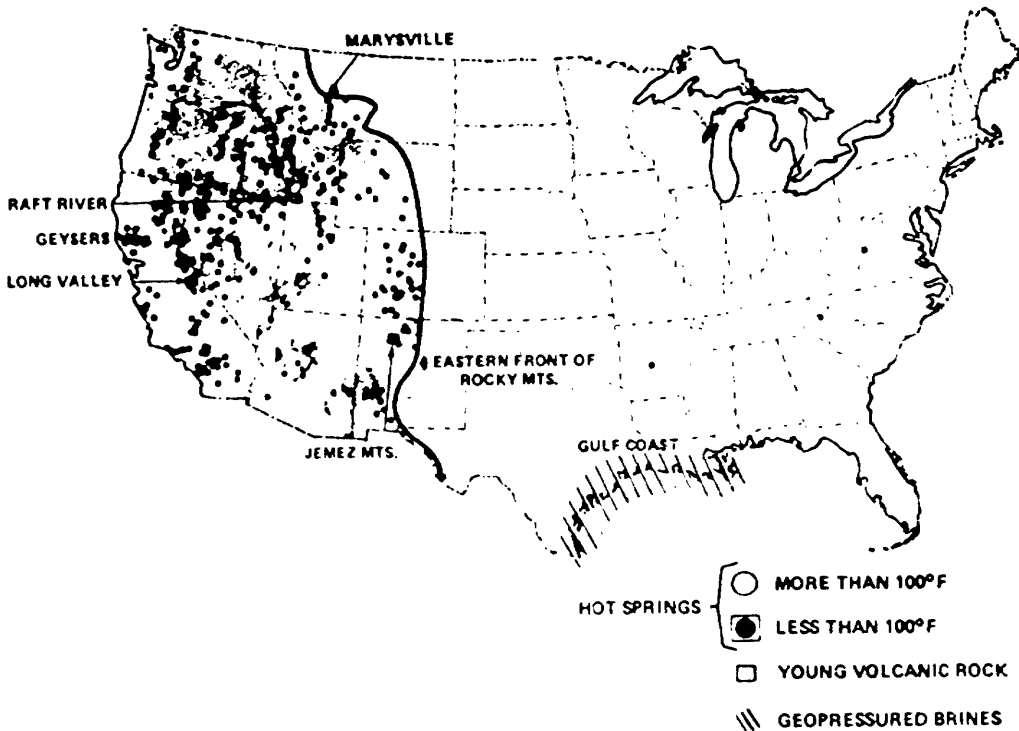 MARYSVILLE
RAFT RIVER
GEYSERS
LONG VALLEY
EASTERN FRONT OF
ROCKY MTS.
JEMEZ MTS.
GULF COAST
HOT SPRINGS
MORE THAN 100°F
LESS THAN 100°F
YOUNG VOLCANIC ROCK
GEOPRESSURED BRINES